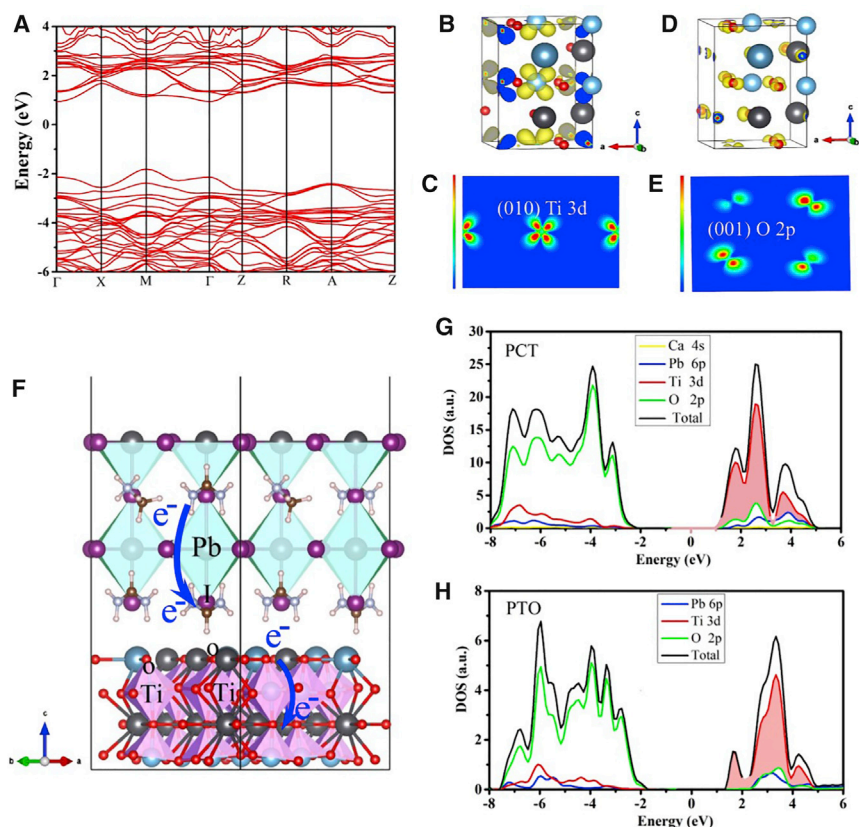 A
4
2
0
-2
-4
-6
Energy (eV)
Γ X M Γ Z R A Z
B
c
a
b
D
c
a
b
C
(010) Ti 3d
E
(001) O 2p
F
e-
Pb
e-
I
e-
o
o
Ti
Ti
e-
c
b
a
G
PCT
Ca 4s
Pb 6p
Ti 3d
O 2p
Total
DOS (a.u.)
30
25
20
15
10
5
0
-8 -6 -4 -2 0 2 4 6
Energy (eV)
H
PTO
Pb 6p
Ti 3d
O 2p
Total
DOS (a.u.)
8
6
4
2
0
-8 -6 -4 -2 0 2 4 6
Energy (eV)